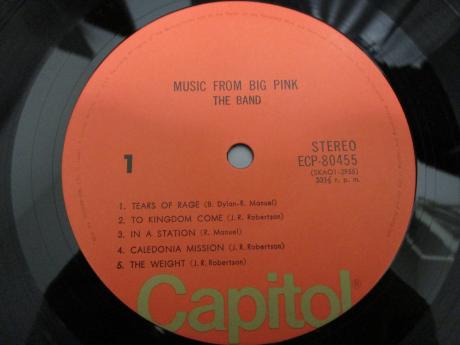 MUSIC FROM BIG PINK
THE BAND
1
STEREO
ECP-80455
(SKAO1-2955)
33⅓ r. p. m.
1. TEARS OF RAGE (B. Dylan-R. Manuel)
2. TO KINGDOM COME (J. R. Robertson)
3. IN A STATION (R. Manuel)
4. CALEDONIA MISSION (J. R. Robertson)
5. THE WEIGHT (J. R. Robertson)
Capitol®